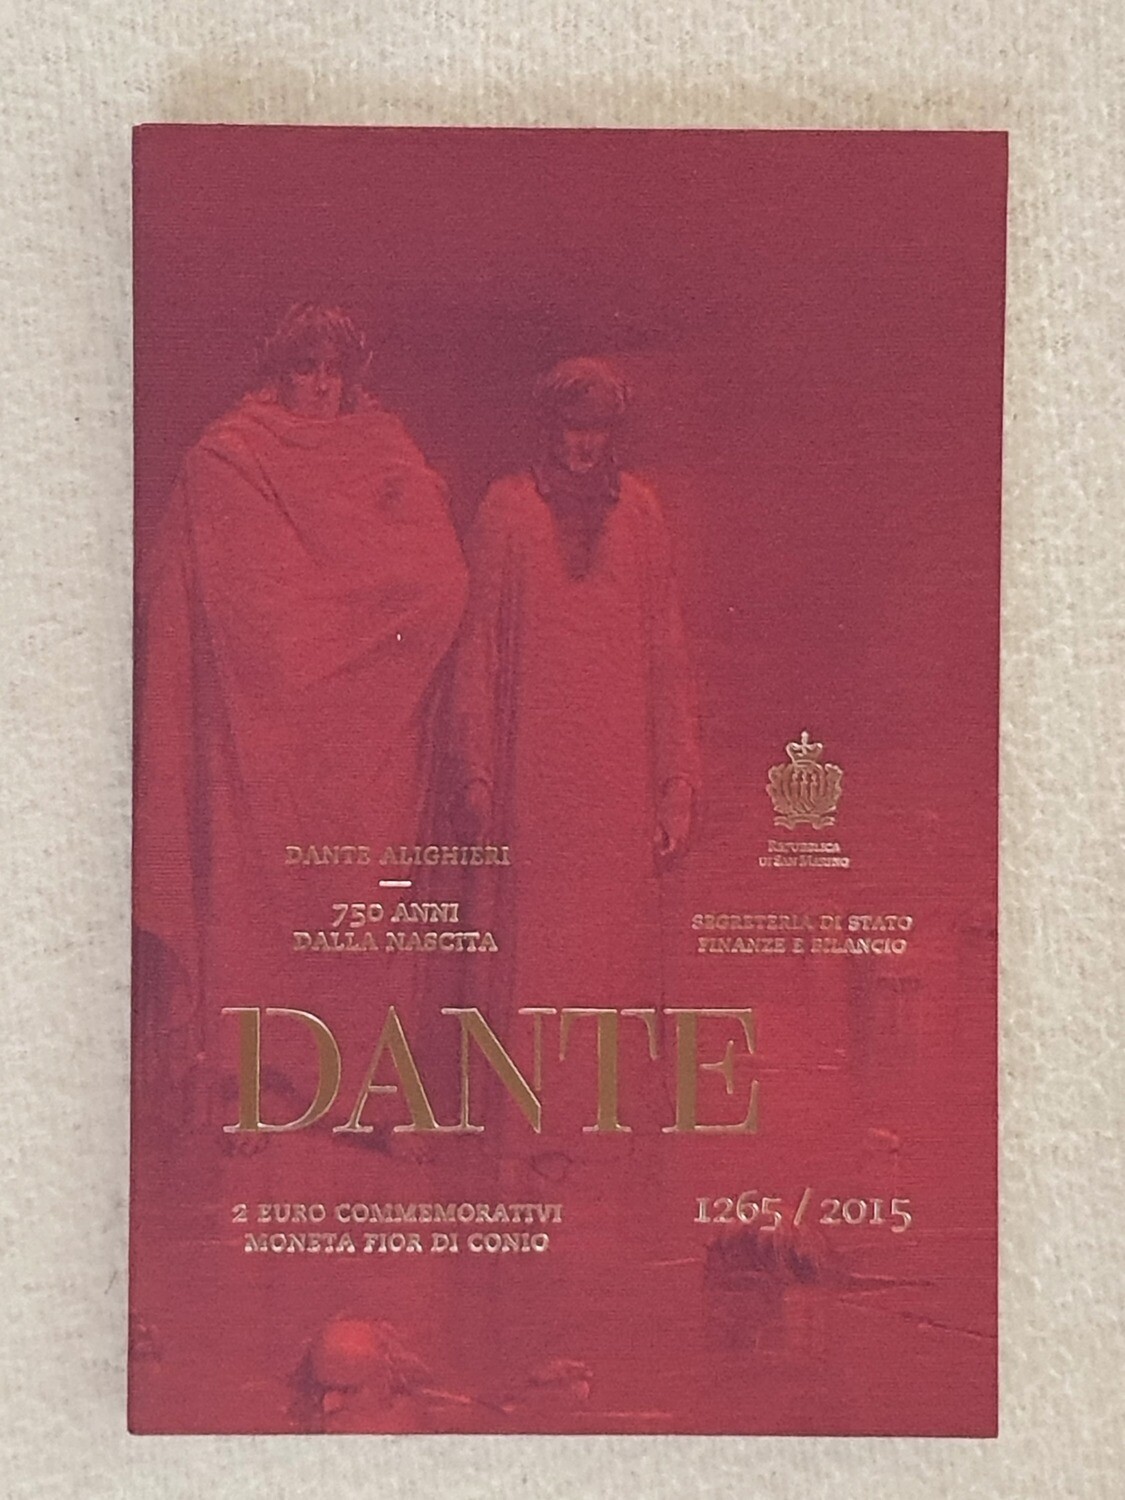 DANTE ALIGHIERI
750 ANNI
DALLA NASCITA
REPUBBLICA
DI SAN MARINO
SEGRETERIA DI STATO
FINANZE E BILANCIO
DANTE
2 EURO COMMEMORATIVI
MONETA FIOR DI CONIO
1265 / 2015